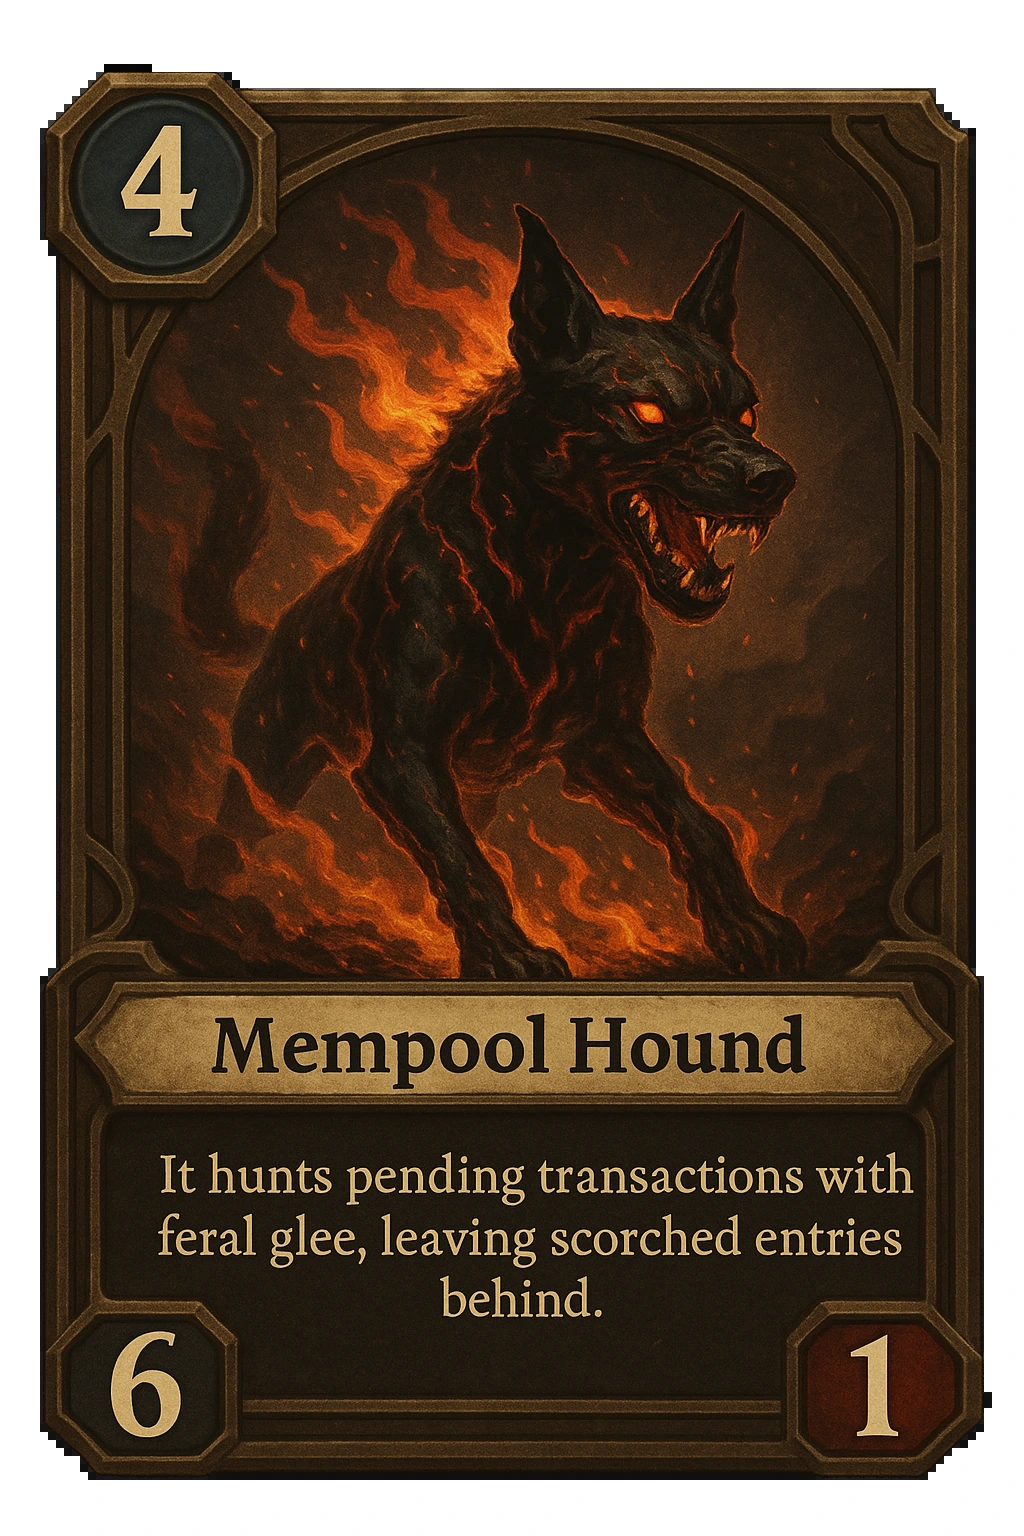 4
Mempool Hound
It hunts pending transactions with
feral glee, leaving scorched entries
behind.
6
1